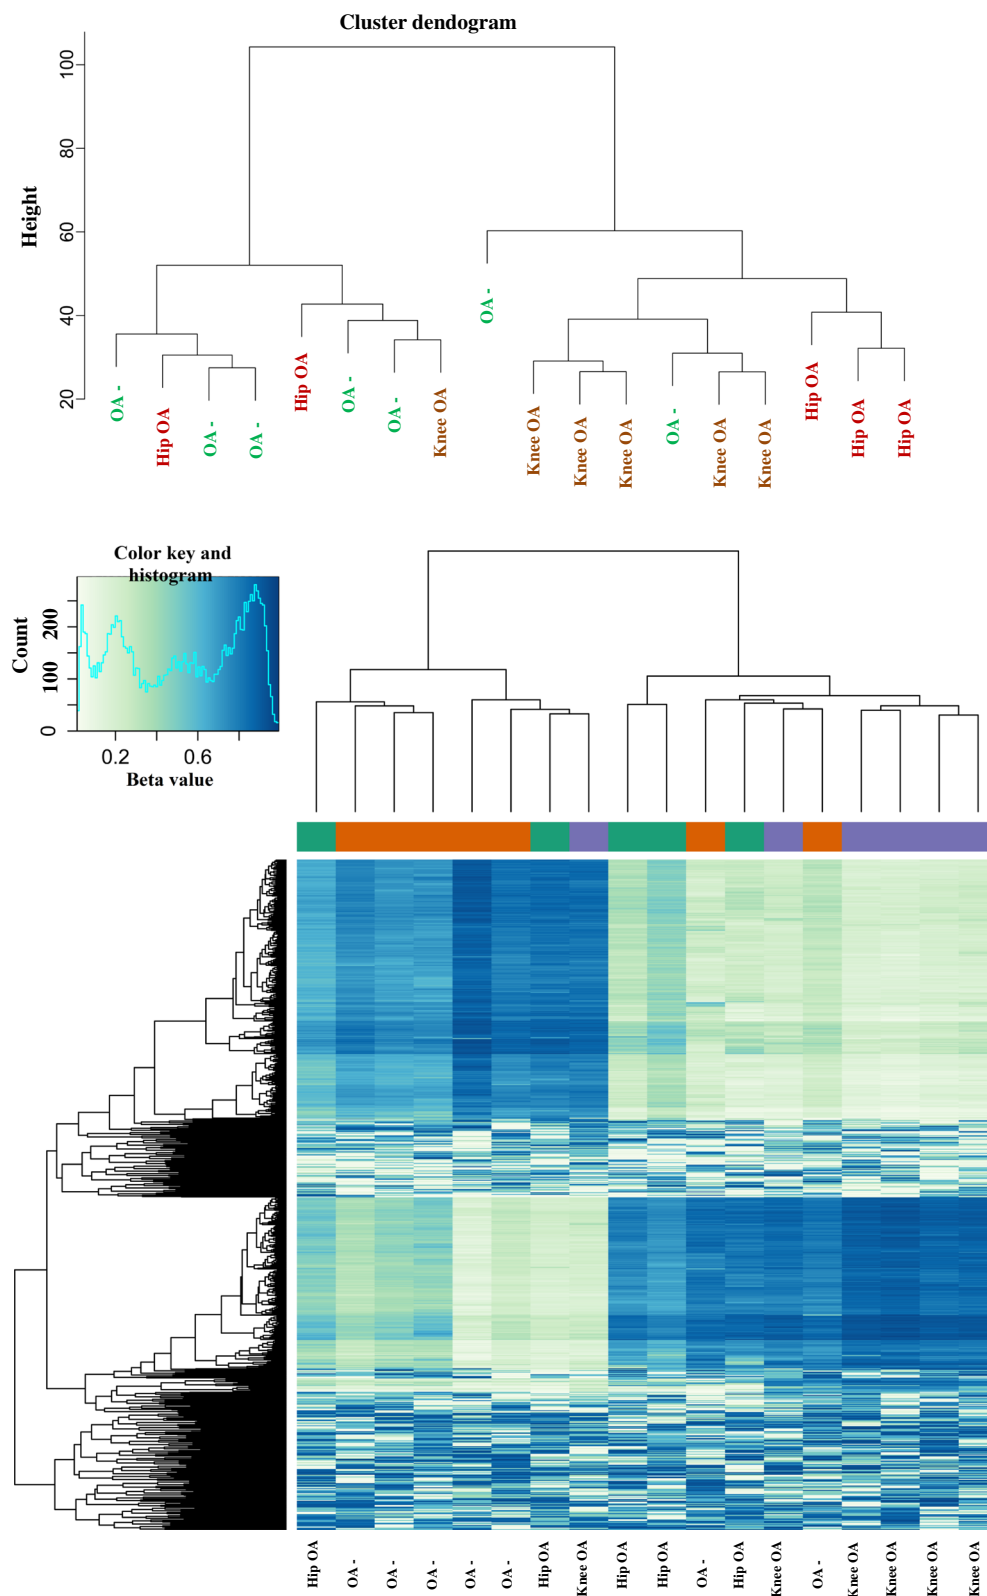 Cluster dendogram
Height
100
80
60
40
20
OA -
Hip OA
OA -
OA -
Hip OA
OA -
OA -
Knee OA
OA -
Knee OA
Knee OA
Knee OA
OA -
Knee OA
Knee OA
Hip OA
Hip OA
Hip OA
Color key and
histogram
Count
200
100
0
0.2
0.6
Beta value
Hip OA
OA -
OA -
OA -
OA -
OA -
Hip OA
Knee OA
Hip OA
Hip OA
OA -
Hip OA
Knee OA
OA -
Knee OA
Knee OA
Knee OA
Knee OA